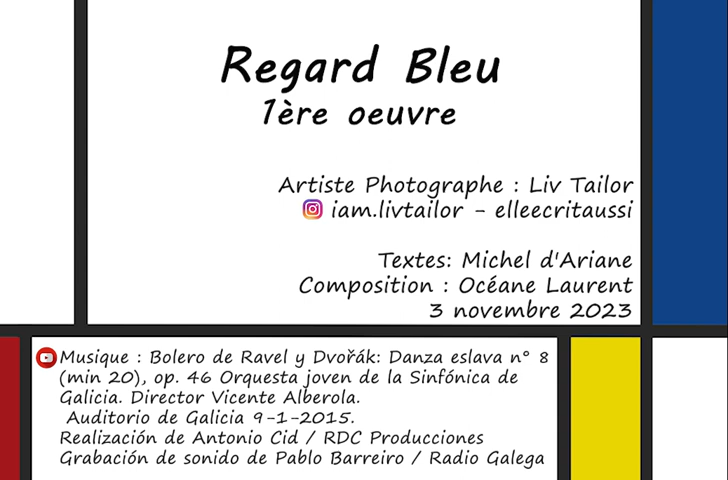 Regard Bleu
1ère oeuvre
Artiste Photographe : Liv Tailor
iam.livtailor - elleecritaussi
Textes: Michel d'Ariane
Composition : Océane Laurent
3 novembre 2023
Musique : Bolero de Ravel y Dvořák: Danza eslava n° 8
(min 20), op. 46 Orquesta joven de la Sinfónica de
Galicia. Director Vicente Alberola.
Auditorio de Galicia 9-1-2015.
Realización de Antonio Cid / RDC Producciones
Grabación de sonido de Pablo Barreiro / Radio Galega